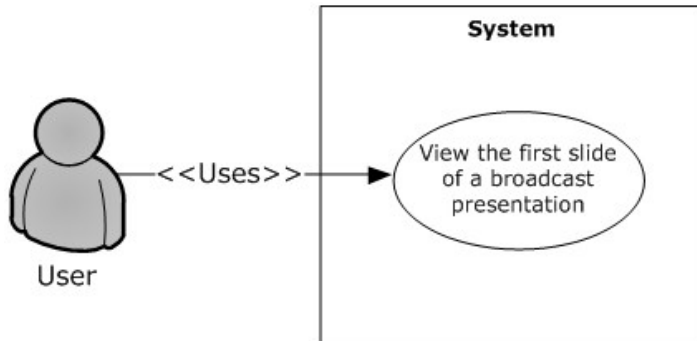 System
View the first slide
of a broadcast
presentation
<<Uses>>
User